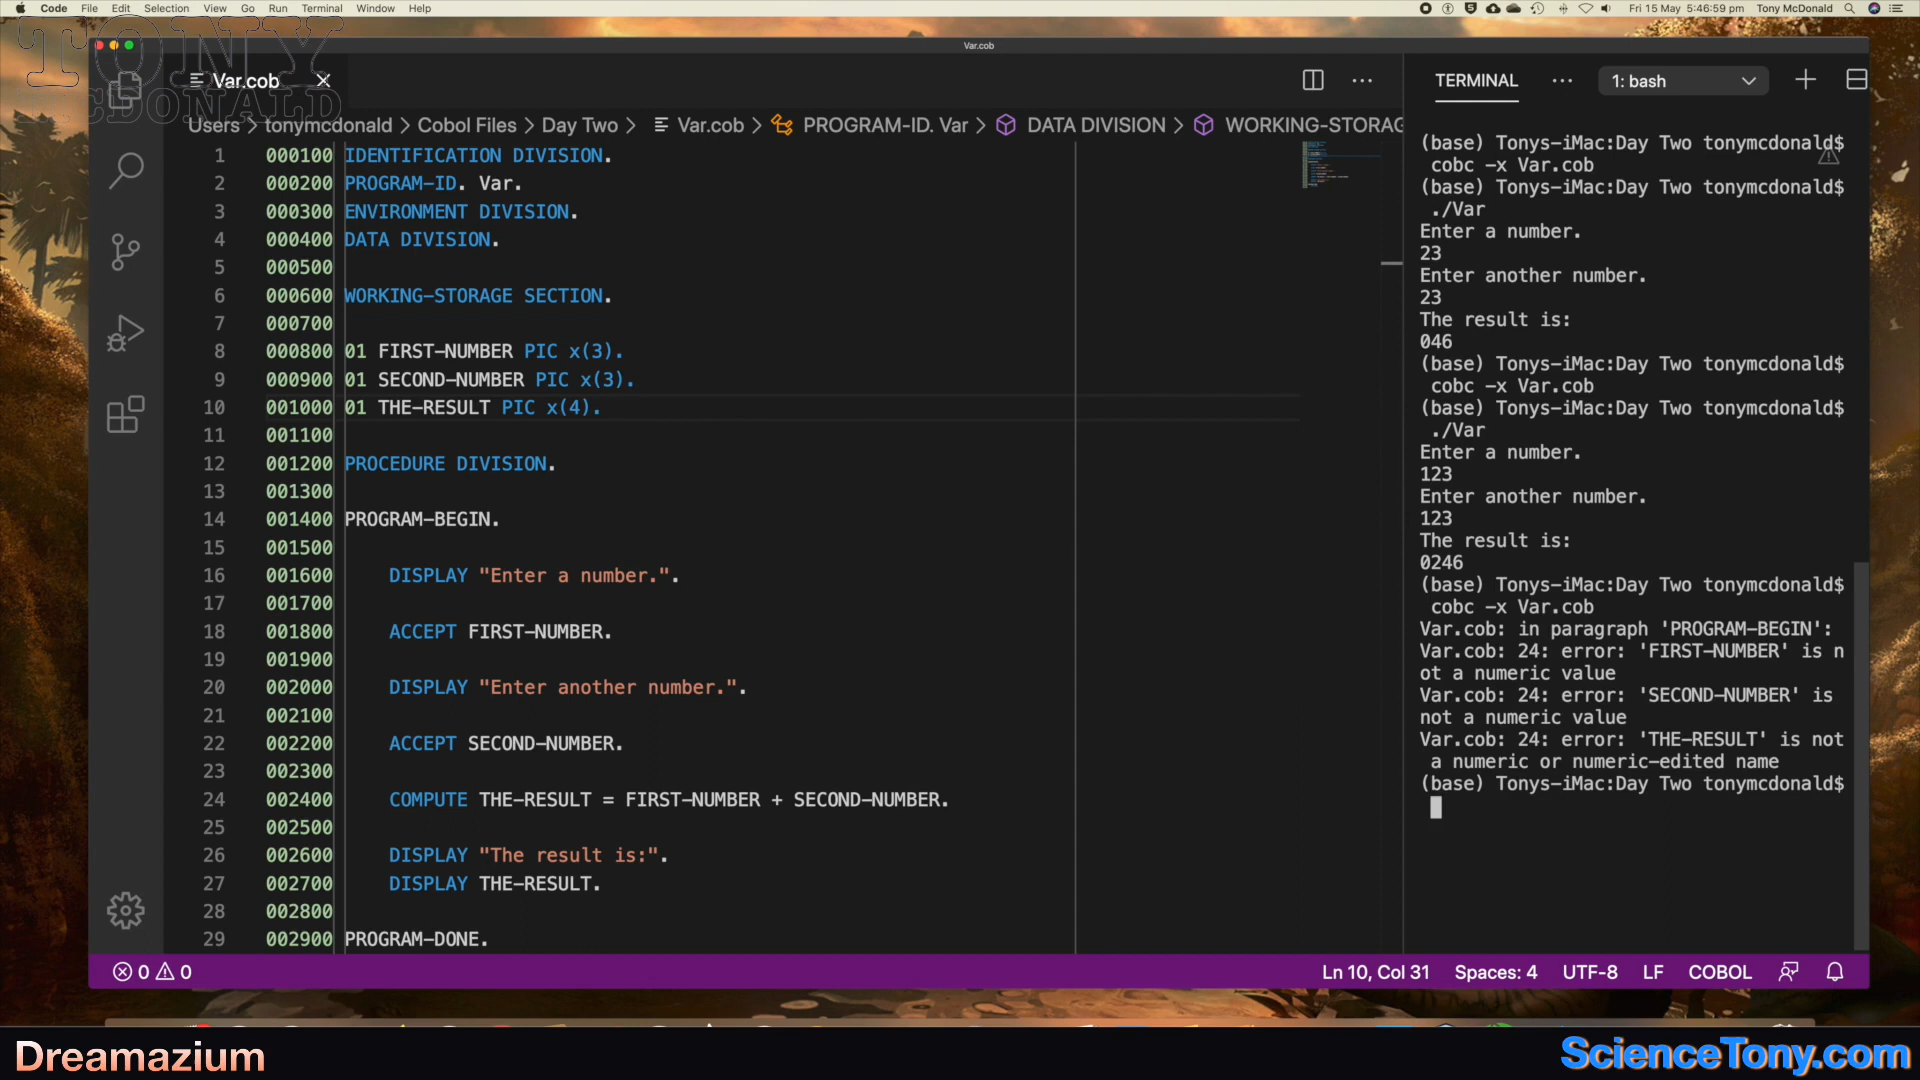 Code File Edit Selection View Go Run Terminal Window Help
Fri 15 May 5:46:59 pm Tony McDonald
TONY
MCDONALD
Var.cob
Var.cob
Users > tonymcdonald > Cobol Files > Day Two > Var.cob > PROGRAM-ID. Var > DATA DIVISION > WORKING-STORAG
1 000100 IDENTIFICATION DIVISION.
2 000200 PROGRAM-ID. Var.
3 000300 ENVIRONMENT DIVISION.
4 000400 DATA DIVISION.
5 000500
6 000600 WORKING-STORAGE SECTION.
7 000700
8 000800 01 FIRST-NUMBER PIC x(3).
9 000900 01 SECOND-NUMBER PIC x(3).
10 001000 01 THE-RESULT PIC x(4).
11 001100
12 001200 PROCEDURE DIVISION.
13 001300
14 001400 PROGRAM-BEGIN.
15 001500
16 001600 DISPLAY "Enter a number.".
17 001700
18 001800 ACCEPT FIRST-NUMBER.
19 001900
20 002000 DISPLAY "Enter another number.".
21 002100
22 002200 ACCEPT SECOND-NUMBER.
23 002300
24 002400 COMPUTE THE-RESULT = FIRST-NUMBER + SECOND-NUMBER.
25 002500
26 002600 DISPLAY "The result is:".
27 002700 DISPLAY THE-RESULT.
28 002800
29 002900 PROGRAM-DONE.
TERMINAL ··· 1: bash
(base) Tonys-iMac:Day Two tonymcdonald$
cobc -x Var.cob
(base) Tonys-iMac:Day Two tonymcdonald$
./Var
Enter a number.
23
Enter another number.
23
The result is:
046
(base) Tonys-iMac:Day Two tonymcdonald$
cobc -x Var.cob
(base) Tonys-iMac:Day Two tonymcdonald$
./Var
Enter a number.
123
Enter another number.
123
The result is:
0246
(base) Tonys-iMac:Day Two tonymcdonald$
cobc -x Var.cob
Var.cob: in paragraph 'PROGRAM-BEGIN':
Var.cob: 24: error: 'FIRST-NUMBER' is n
ot a numeric value
Var.cob: 24: error: 'SECOND-NUMBER' is
not a numeric value
Var.cob: 24: error: 'THE-RESULT' is not
a numeric or numeric-edited name
(base) Tonys-iMac:Day Two tonymcdonald$
0 0
Ln 10, Col 31 Spaces: 4 UTF-8 LF COBOL
Dreamazium
ScienceTony.com